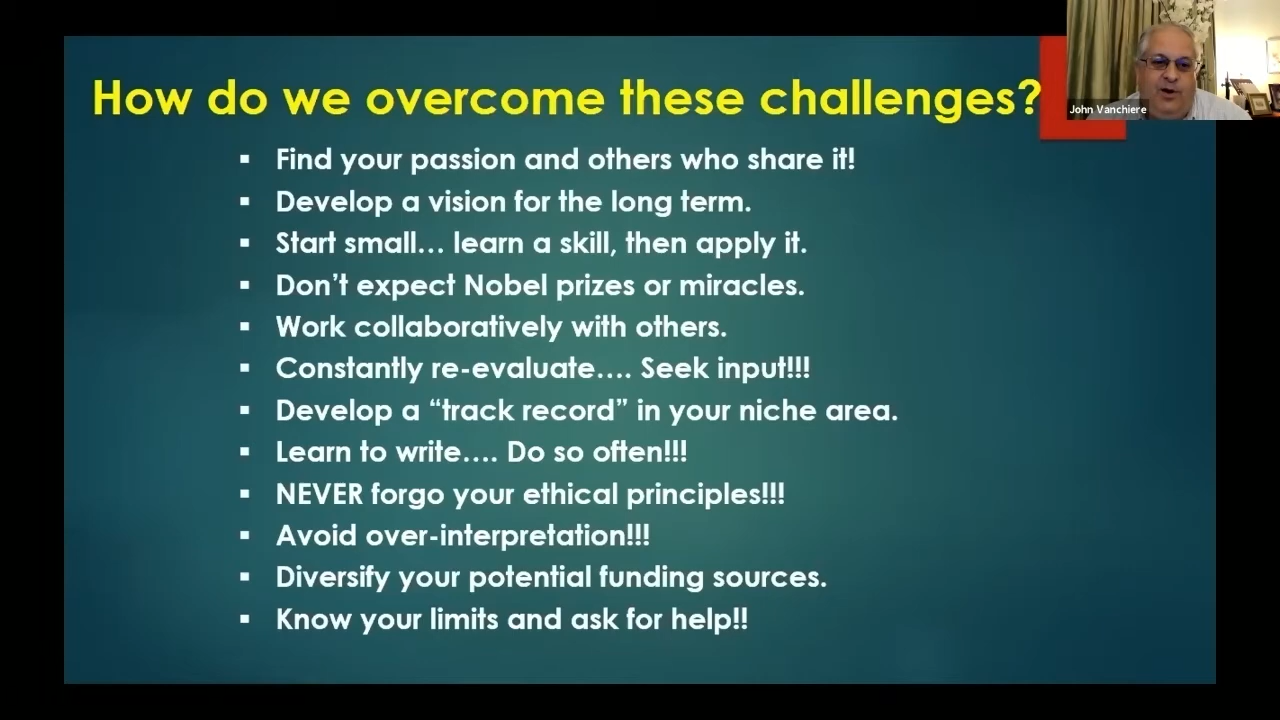 How do we overcome these challenges?
John Vanchiere
▪ Find your passion and others who share it!
▪ Develop a vision for the long term.
▪ Start small… learn a skill, then apply it.
▪ Don’t expect Nobel prizes or miracles.
▪ Work collaboratively with others.
▪ Constantly re-evaluate…. Seek input!!!
▪ Develop a “track record” in your niche area.
▪ Learn to write…. Do so often!!!
▪ NEVER forgo your ethical principles!!!
▪ Avoid over-interpretation!!!
▪ Diversify your potential funding sources.
▪ Know your limits and ask for help!!